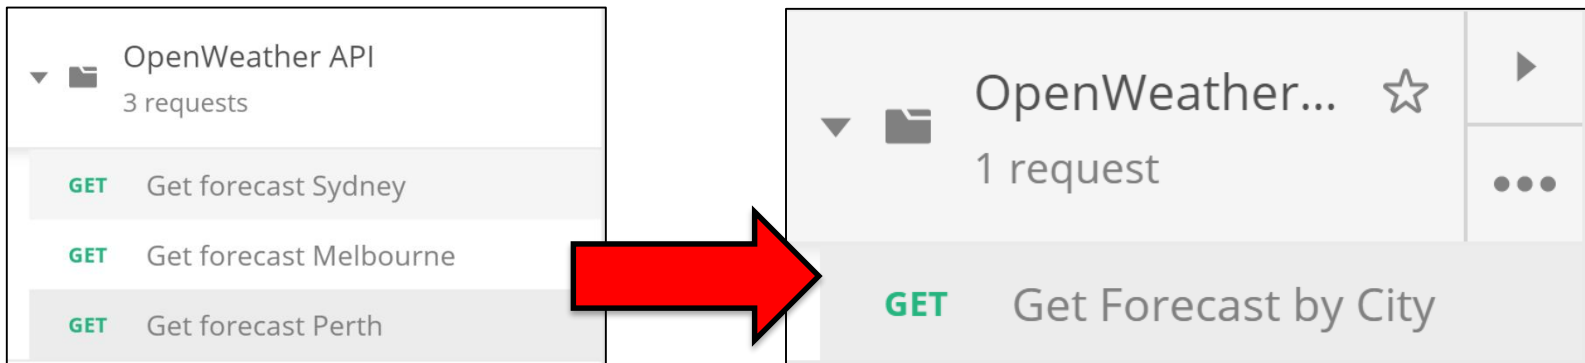 OpenWeather API
3 requests
GET Get forecast Sydney
GET Get forecast Melbourne
GET Get forecast Perth
OpenWeather...
1 request
GET Get Forecast by City